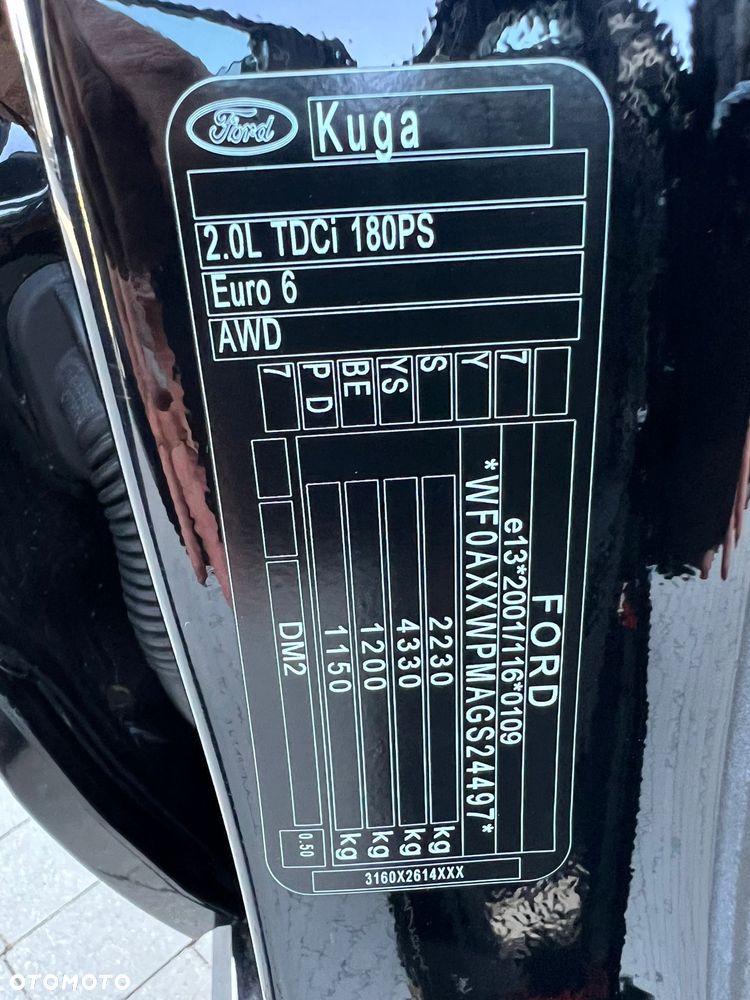 Ford
Kuga
2.0L TDCi 180PS
Euro 6
AWD
7
Y
S
YS
BE
P D
7
FORD
e13*2001/116*0109
*WF0AXXWPMAGS24497*
2230 kg
4330 kg
1200 kg
1150 kg
DM2
0.50
3160X2614XXX
OTOMOTO